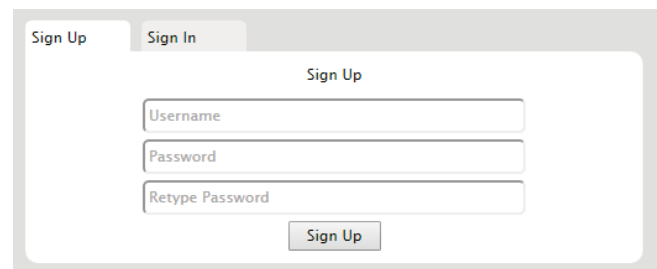 Sign Up Sign In
Sign Up
Username
Password
Retype Password
Sign Up